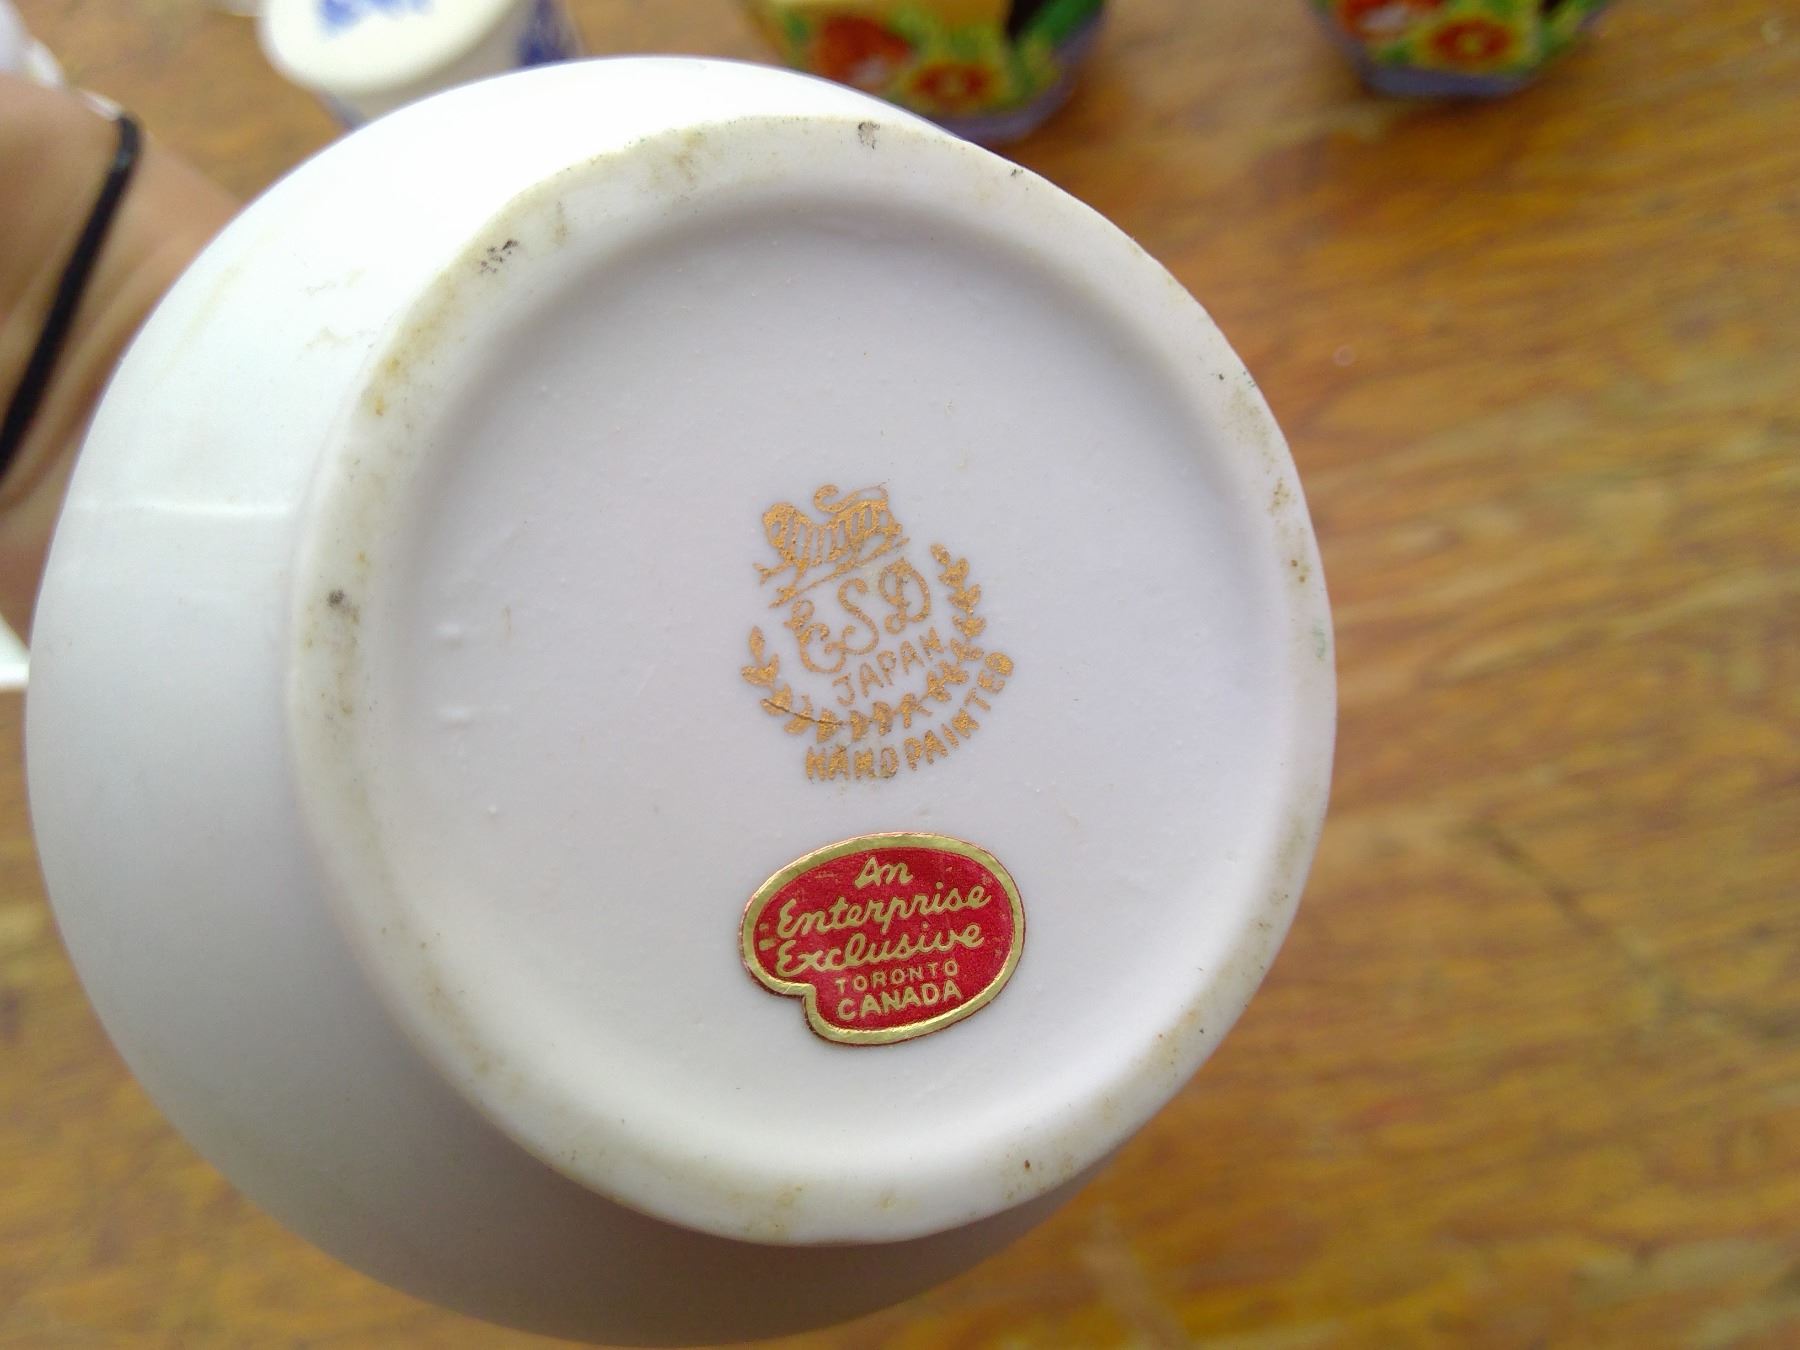 ESD
JAPAN
HAND PAINTED
An
Enterprise
Exclusive
TORONTO
CANADA